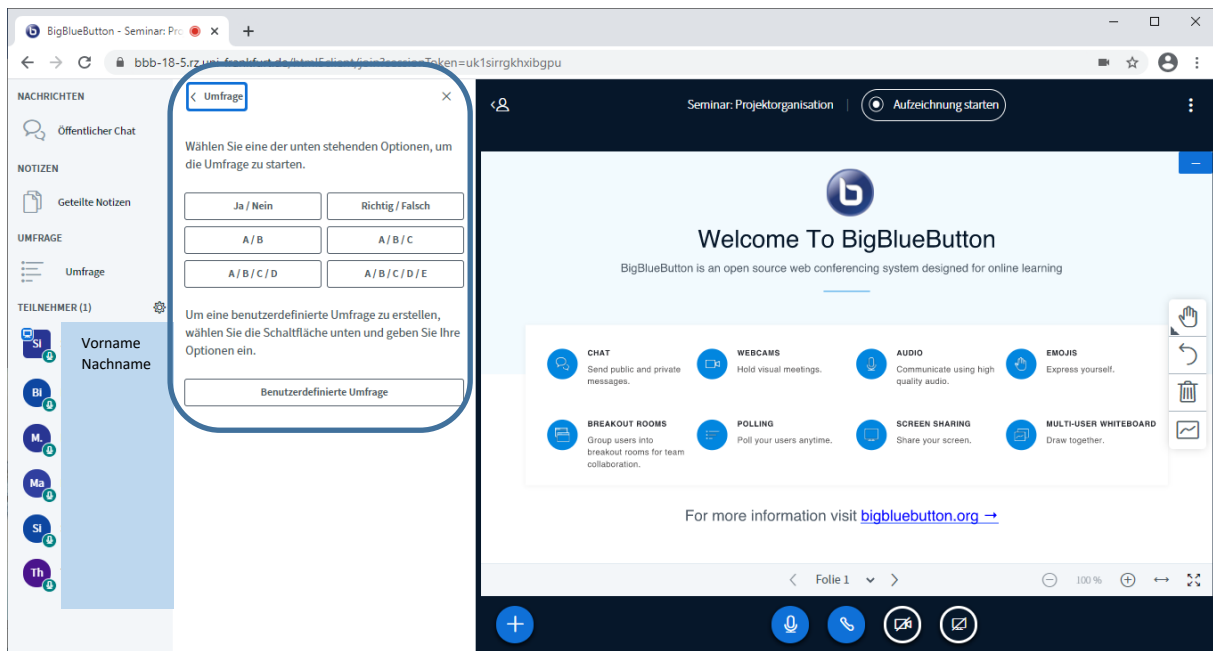 BigBlueButton - Seminar: Pro
bbb-18-5.rz.uni-frankfurt.de/html5client/join?sessionToken=uk1sirrgkhxibgpu
NACHRICHTEN
Öffentlicher Chat
NOTIZEN
Geteilte Notizen
UMFRAGE
Umfrage
TEILNEHMER (1)
SI
Vorname
Nachname
BI
M.
Ma
Si
Th
Umfrage
Wählen Sie eine der unten stehenden Optionen, um
die Umfrage zu starten.
Ja / Nein
Richtig / Falsch
A / B
A / B / C
A / B / C / D
A / B / C / D / E
Um eine benutzerdefinierte Umfrage zu erstellen,
wählen Sie die Schaltfläche unten und geben Sie Ihre
Optionen ein.
Benutzerdefinierte Umfrage
Seminar: Projektorganisation
Aufzeichnung starten
Welcome To BigBlueButton
BigBlueButton is an open source web conferencing system designed for online learning
CHAT
Send public and private
messages.
WEBCAMS
Hold visual meetings.
AUDIO
Communicate using high
quality audio.
EMOJIS
Express yourself.
BREAKOUT ROOMS
Group users into
breakout rooms for team
collaboration.
POLLING
Poll your users anytime.
SCREEN SHARING
Share your screen.
MULTI-USER WHITEBOARD
Draw together.
For more information visit bigbluebutton.org →
Folie 1
100 %